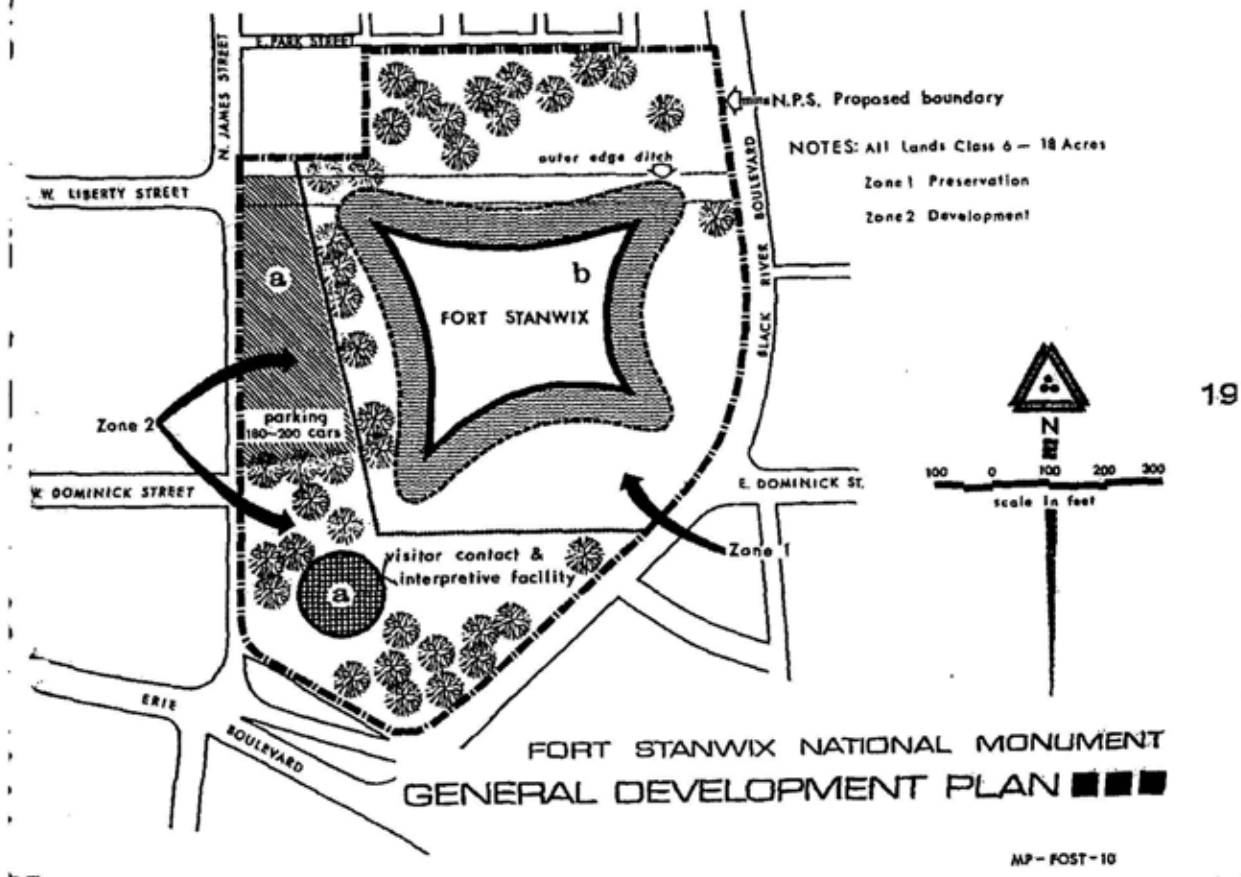 E. PARK STREET
N. JAMES STREET
N.P.S. Proposed boundary
NOTES: All Lands Class 6 — 18 Acres
Zone 1 Preservation
Zone 2 Development
outer edge ditch
W. LIBERTY STREET
BLACK RIVER BOULEVARD
a
b
FORT STANWIX
19
Zone 2
parking
180-200 cars
N
100 0 100 200 300
scale in feet
W. DOMINICK STREET
E. DOMINICK ST.
Zone 1
visitor contact &
interpretive facility
a
ERIE BOULEVARD
FORT STANWIX NATIONAL MONUMENT
GENERAL DEVELOPMENT PLAN
MP-FOST-10